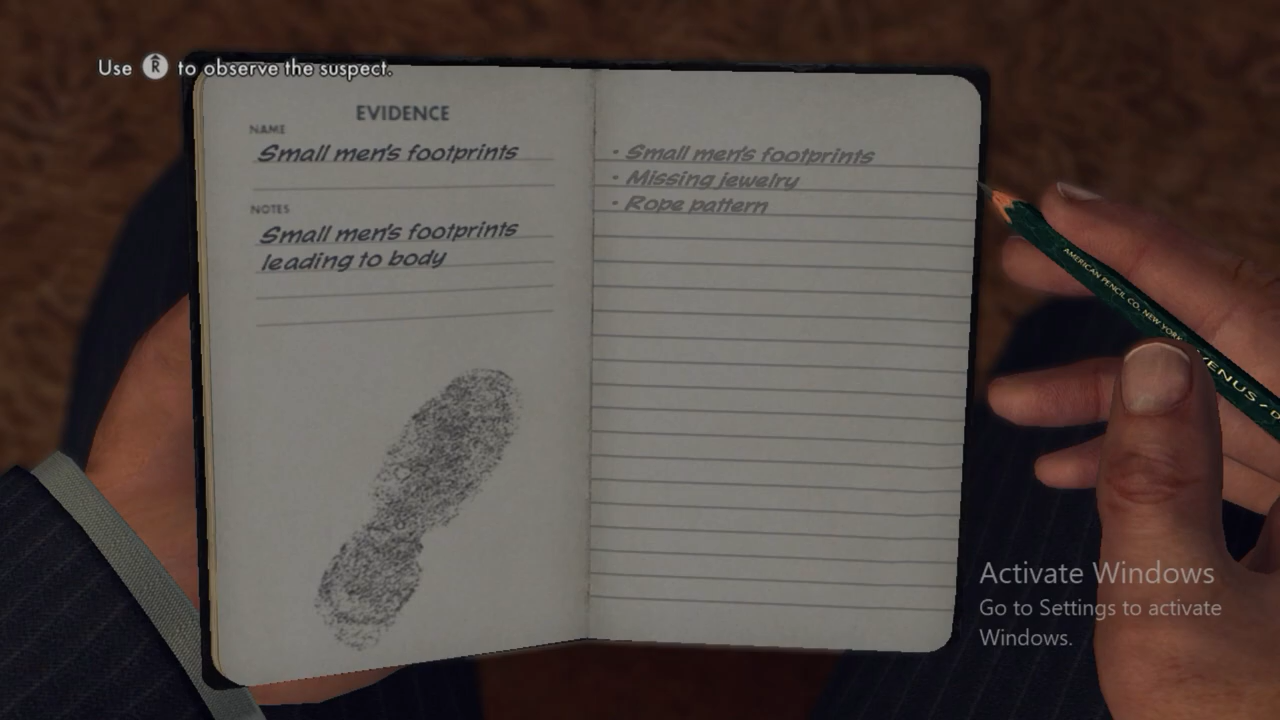 Use R to observe the suspect.
EVIDENCE
NAME
Small men's footprints
NOTES
Small men's footprints
leading to body
• Small men's footprints
• Missing jewelry
• Rope pattern
AMERICAN PENCIL CO. NEW YORK
VENUS
Activate Windows
Go to Settings to activate
Windows.